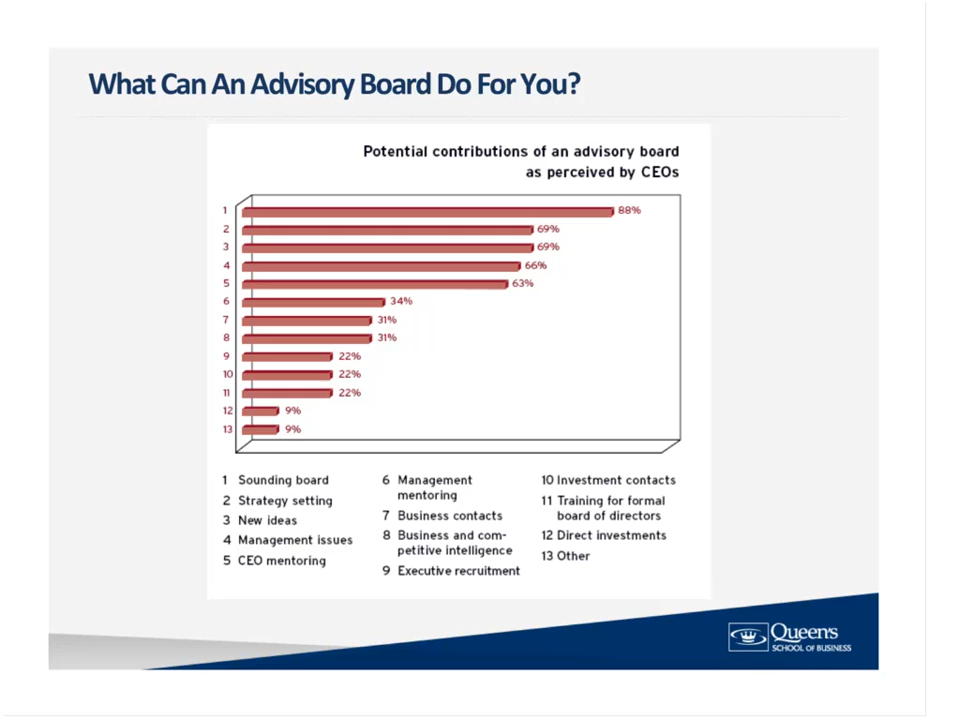 What Can An Advisory Board Do For You?
Potential contributions of an advisory board
as perceived by CEOs
1 88%
2 69%
3 69%
4 66%
5 63%
6 34%
7 31%
8 31%
9 22%
10 22%
11 22%
12 9%
13 9%
1 Sounding board
2 Strategy setting
3 New ideas
4 Management issues
5 CEO mentoring
6 Management
mentoring
7 Business contacts
8 Business and com-
petitive intelligence
9 Executive recruitment
10 Investment contacts
11 Training for formal
board of directors
12 Direct investments
13 Other
Queen's
SCHOOL OF BUSINESS